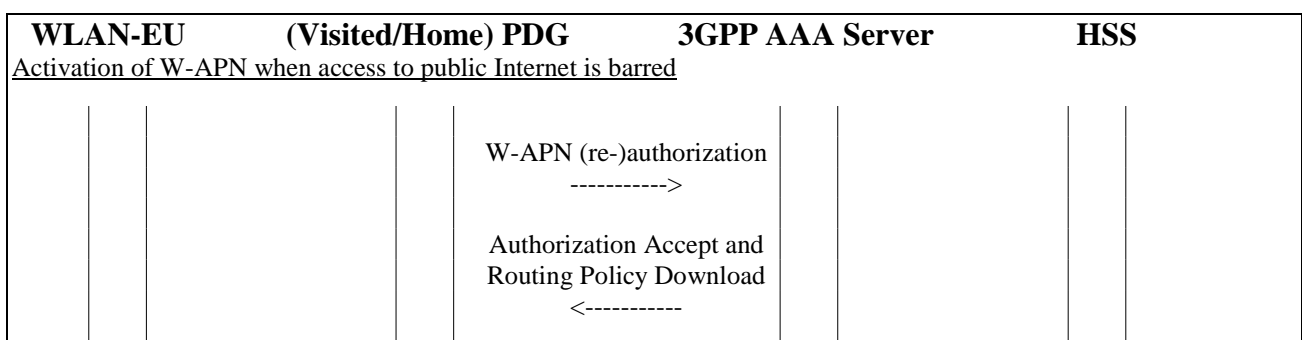 WLAN-EU (Visited/Home) PDG 3GPP AAA Server HSS
Activation of W-APN when access to public Internet is barred
W-APN (re-)authorization
----------->
Authorization Accept and
Routing Policy Download
<-----------